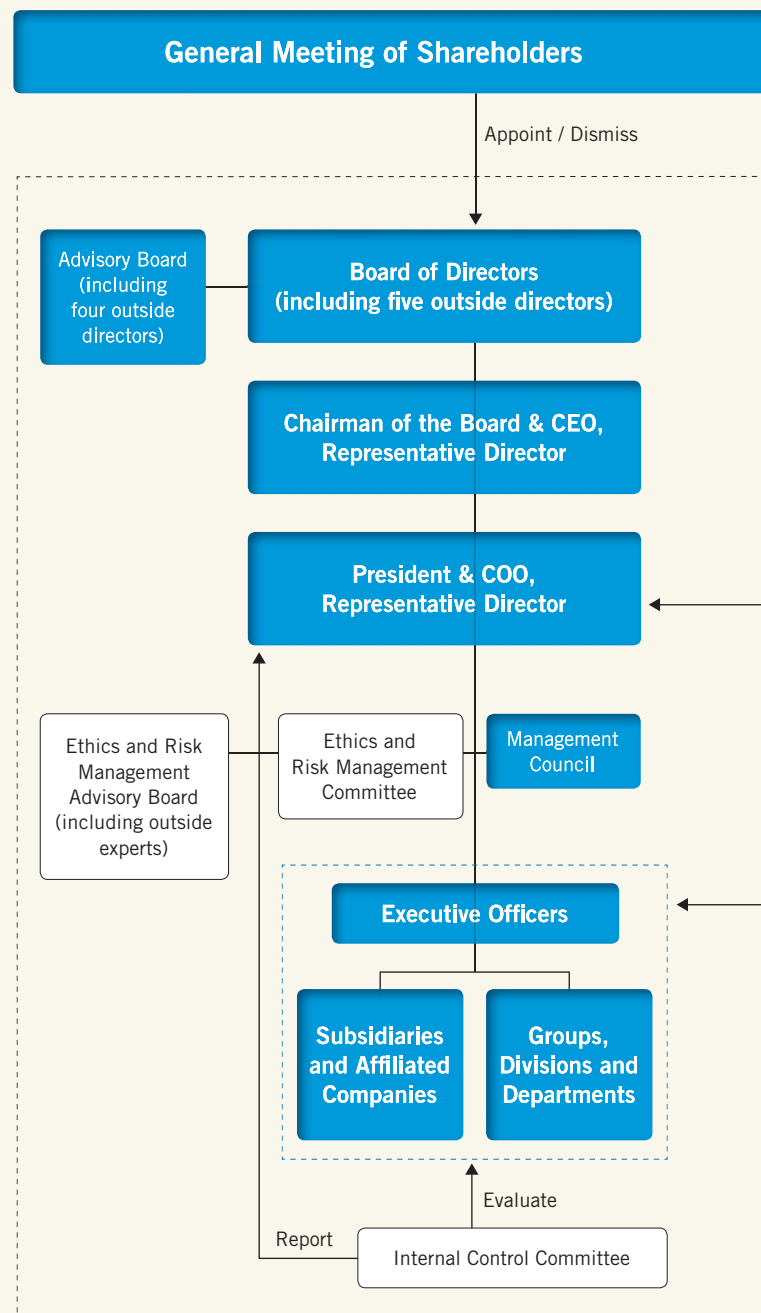 General Meeting of Shareholders
Appoint / Dismiss
Advisory Board
(including
four outside
directors)
Board of Directors
(including five outside directors)
Chairman of the Board & CEO,
Representative Director
President & COO,
Representative Director
Ethics and Risk
Management
Advisory Board
(including outside
experts)
Ethics and
Risk Management
Committee
Management
Council
Executive Officers
Subsidiaries
and Affiliated
Companies
Groups,
Divisions and
Departments
Evaluate
Report
Internal Control Committee